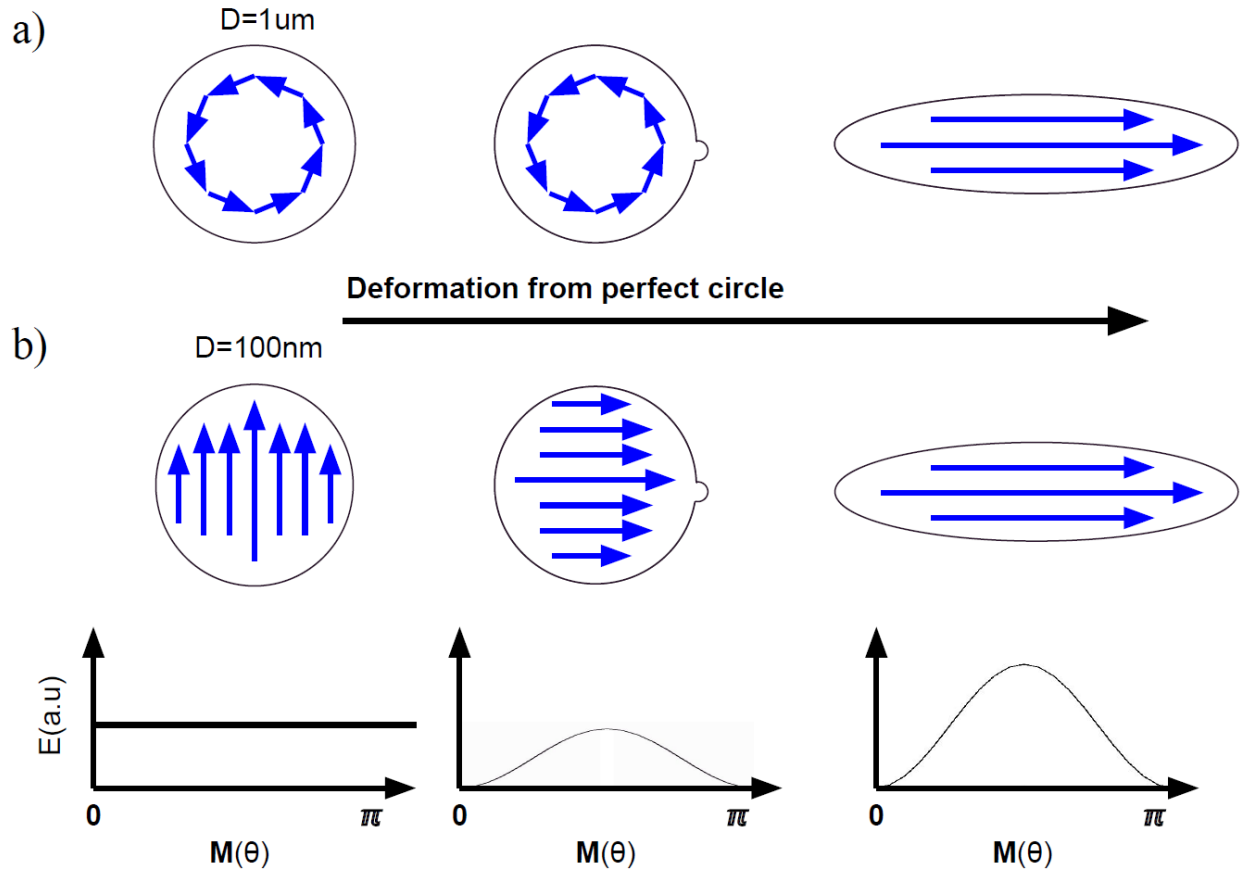 a)
D=1um
Deformation from perfect circle
b)
D=100nm
E(a.u)
0
π
M(θ)
0
π
M(θ)
0
π
M(θ)